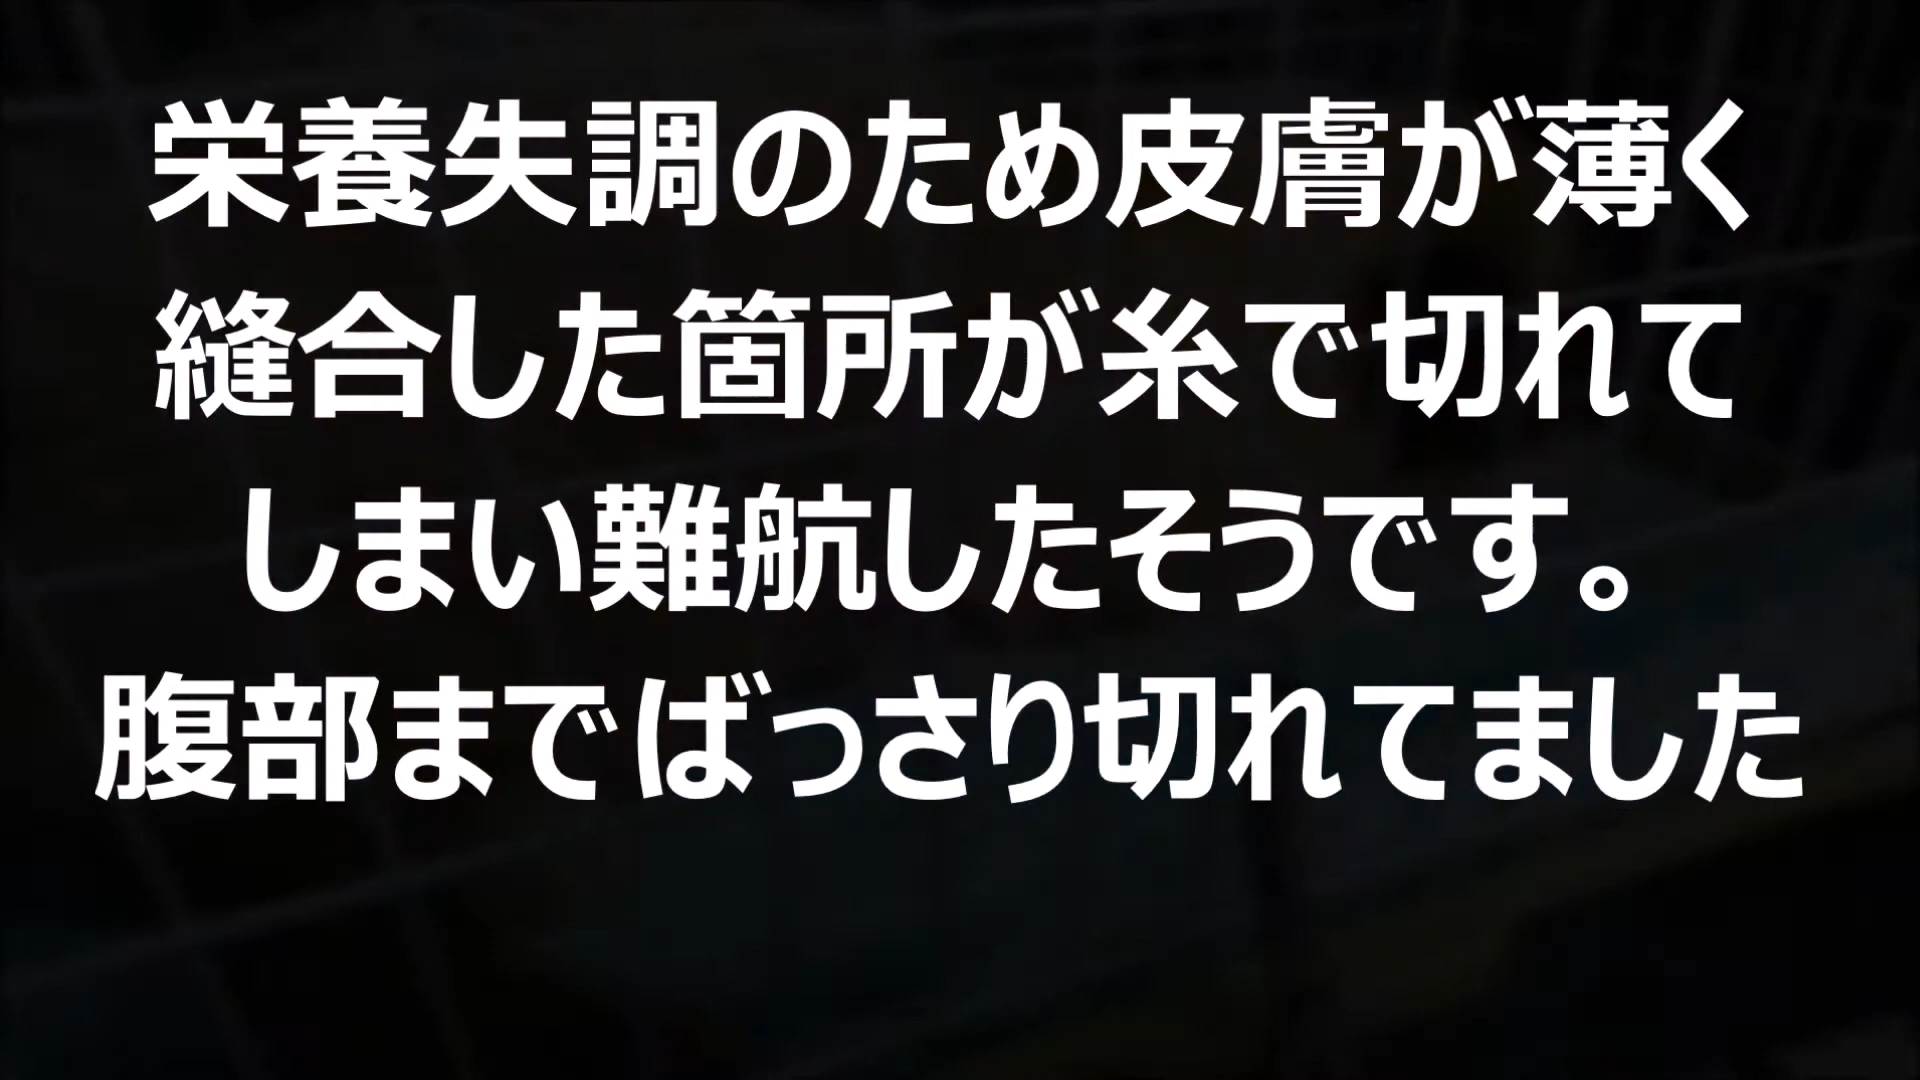 栄養失調のため皮膚が薄く
縫合した箇所が糸で切れて
しまい難航したそうです。
腹部までばっさり切れてました